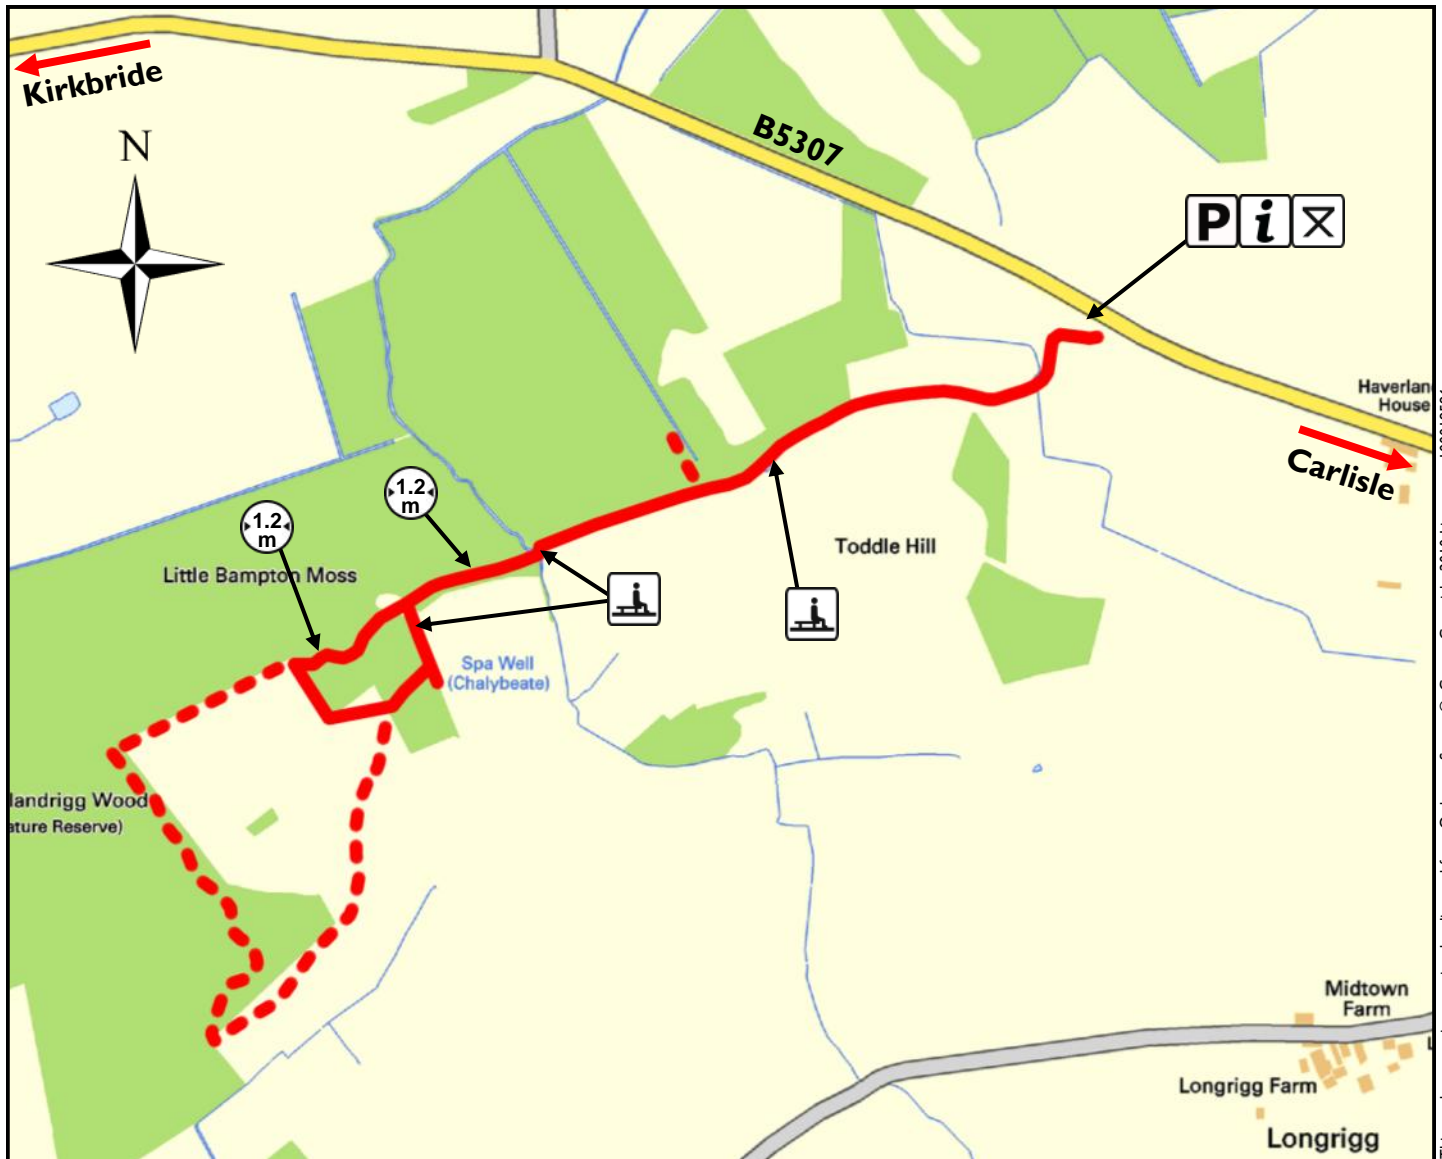 Kirkbride
N
B5307
P i
Haverlan
House
Carlisle
1.2
m
1.2
m
Toddle Hill
Little Bampton Moss
Spa Well
(Chalybeate)
landrigg Wood
ature Reserve)
Midtown
Farm
Longrigg Farm
Longrigg